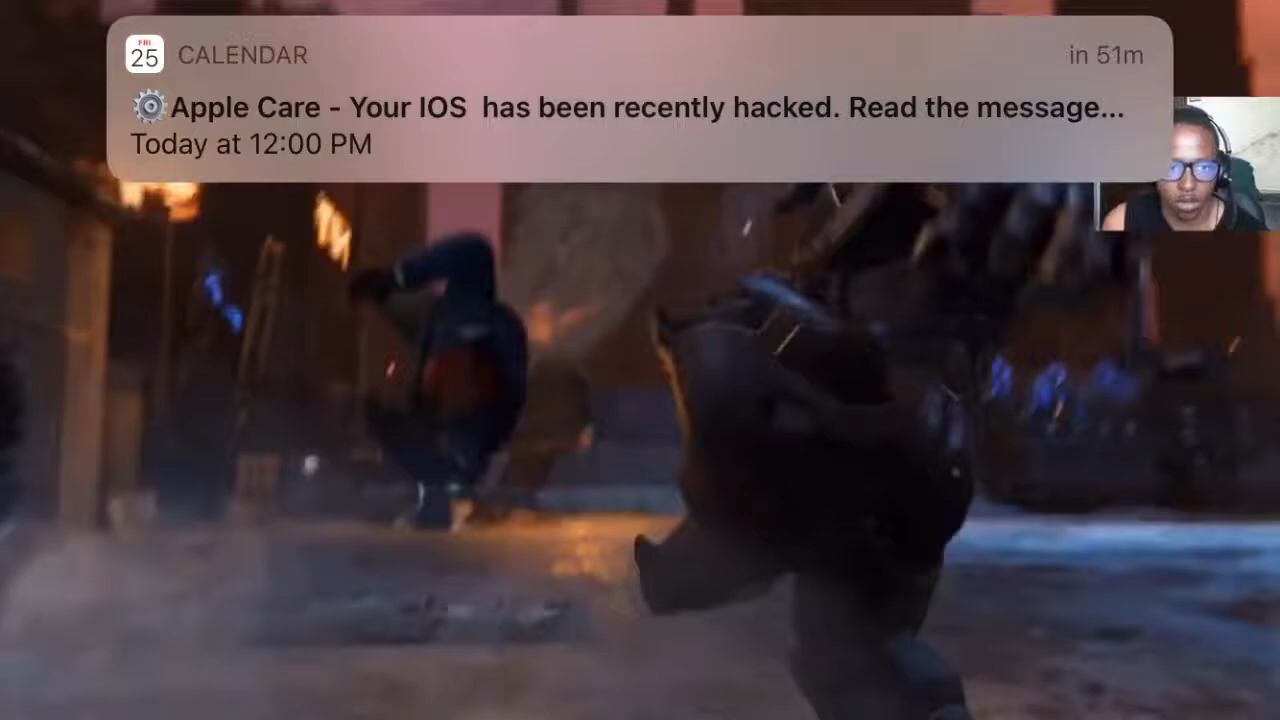 FRI
25
CALENDAR
in 51m
Apple Care - Your IOS has been recently hacked. Read the message...
Today at 12:00 PM